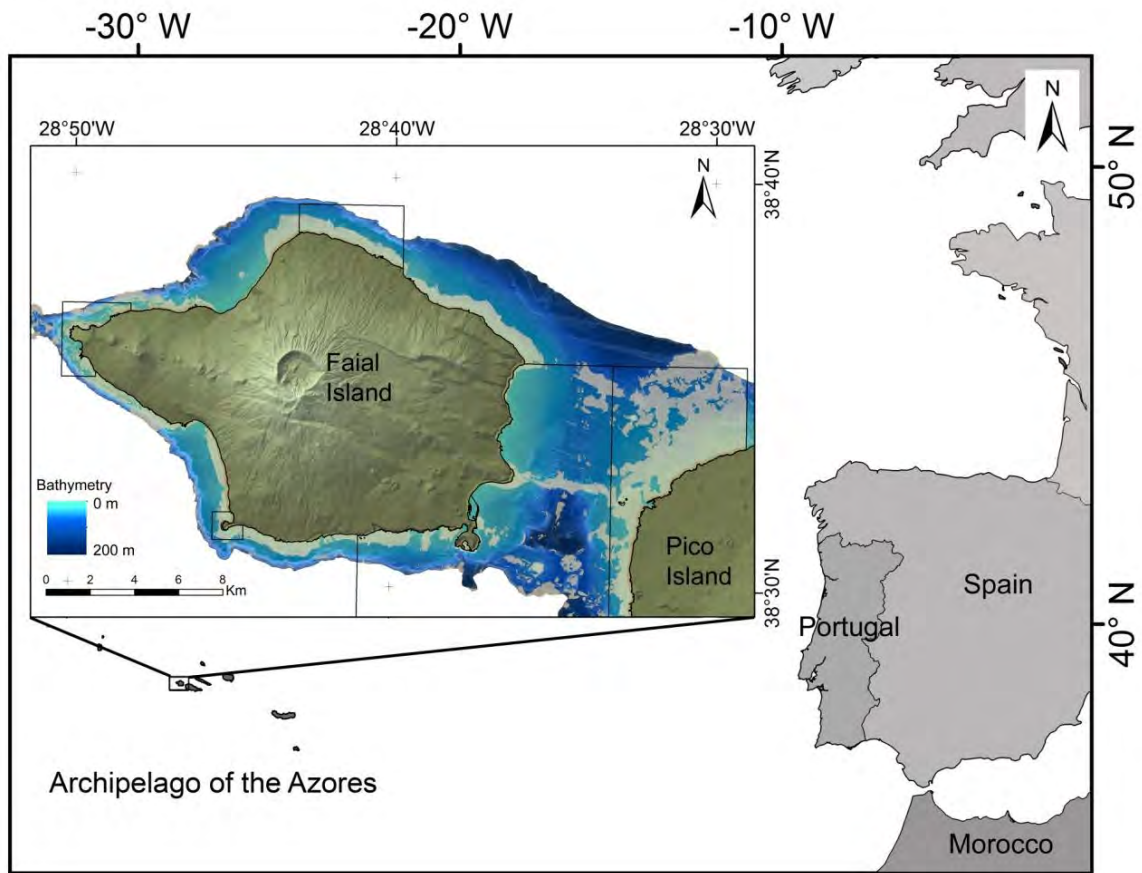 -30° W
-20° W
-10° W
N
50° N
40° N
28°50'W
28°40'W
28°30'W
N
38°40'N
38°30'N
Faial
Island
Pico
Island
Bathymetry
0 m
200 m
0 2 4 6 8
Km
Spain
Portugal
Morocco
Archipelago of the Azores